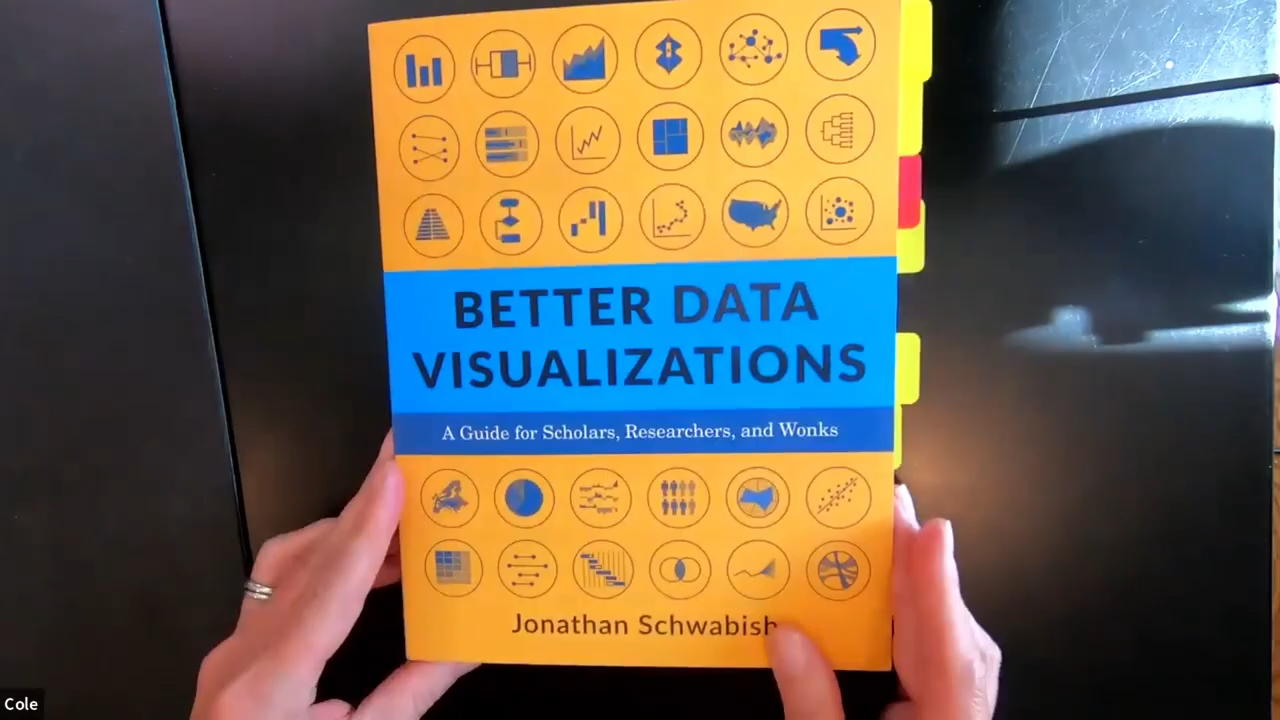 BETTER DATA
VISUALIZATIONS
A Guide for Scholars, Researchers, and Wonks
Jonathan Schwabish
Cole